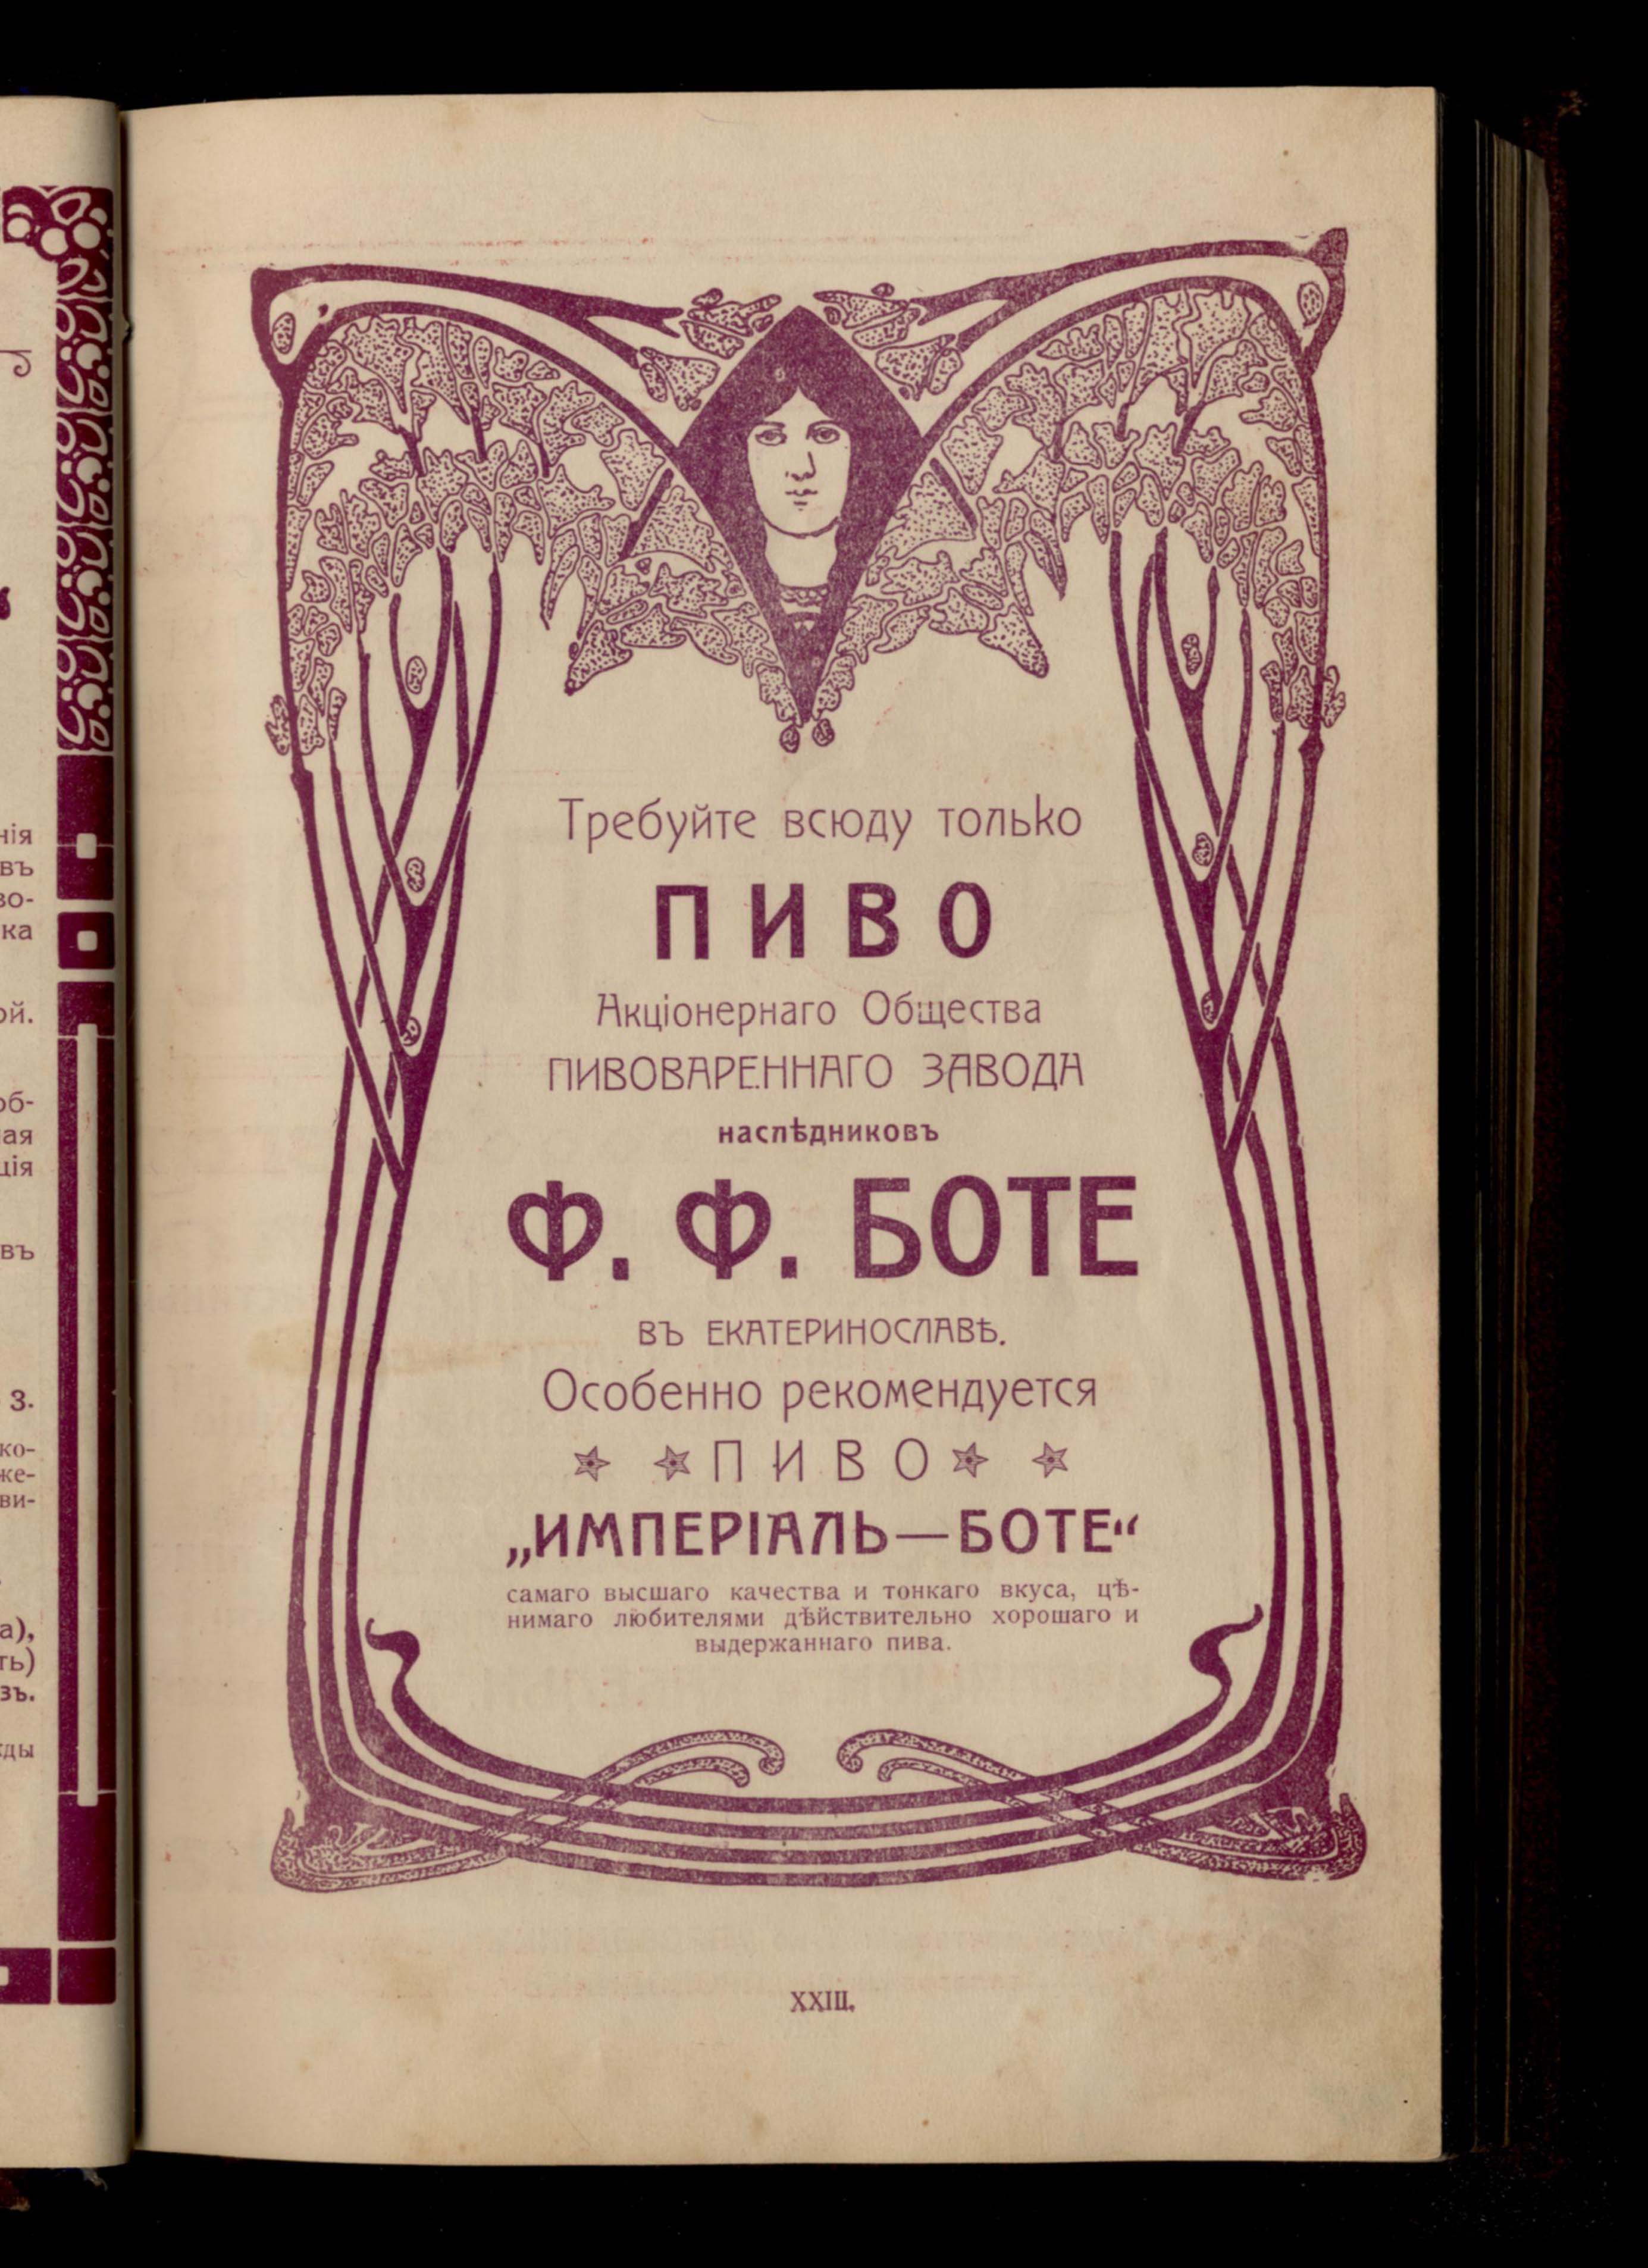 Требуйте всюду только
ПИВО
Акціонернаго Общества
ПИВОВАРЕННАГО ЗАВОДА
наслѣдниковъ
Ф. Ф. БОТЕ
ВЪ ЕКАТЕРИНОСЛАВѢ.
Особенно рекомендуется
ПИВО
„ИМПЕРІАЛЬ—БОТЕ“
самаго высшаго качества и тонкаго вкуса, цѣ-
нимаго любителями дѣйствительно хорошаго и
выдержаннаго пива.
XXIII.